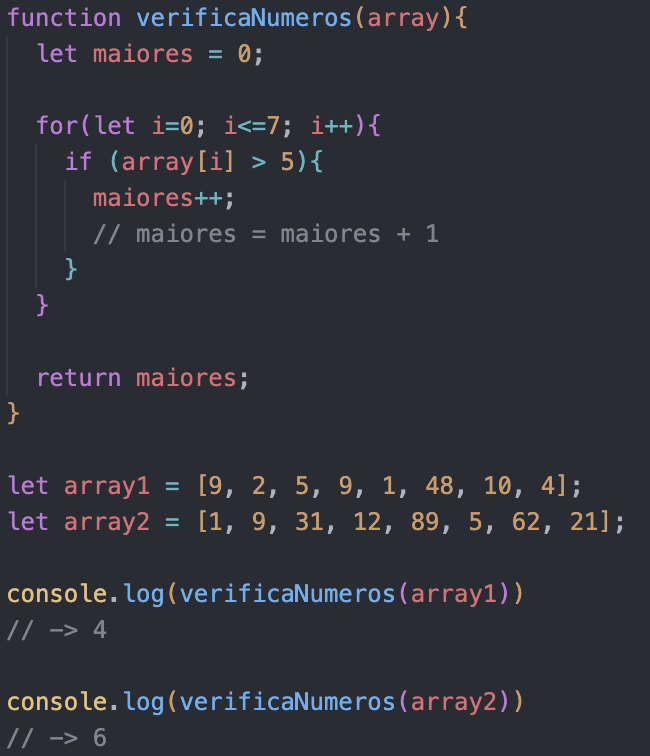 function verificaNumeros(array){
let maiores = 0;
for(let i=0; i<=7; i++){
if (array[i] > 5){
maiores++;
// maiores = maiores + 1
}
}
return maiores;
}
let array1 = [9, 2, 5, 9, 1, 48, 10, 4];
let array2 = [1, 9, 31, 12, 89, 5, 62, 21];
console.log(verificaNumeros(array1))
// -> 4
console.log(verificaNumeros(array2))
// -> 6